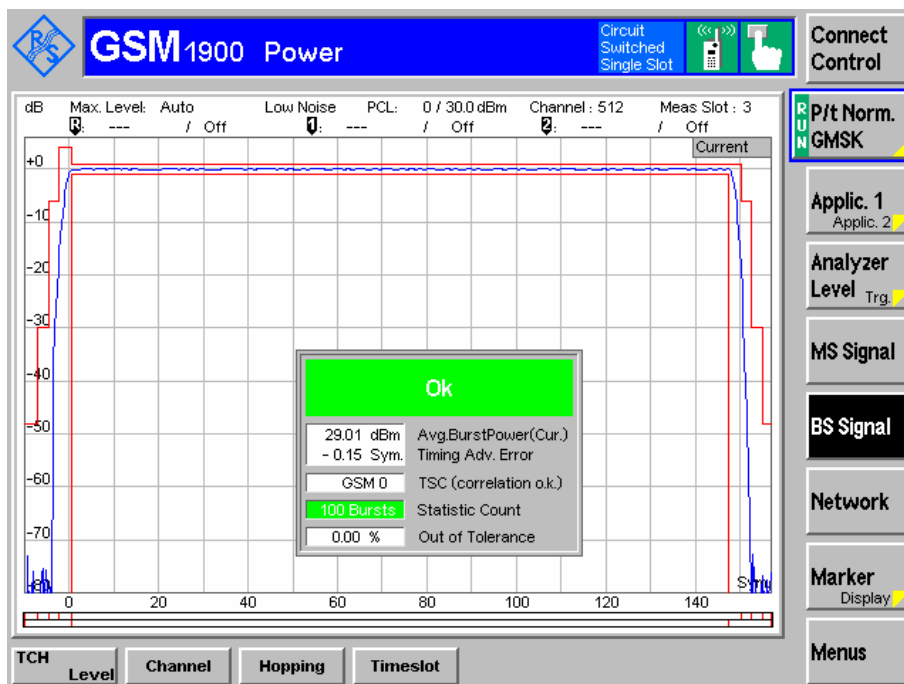 R S
GSM1900 Power
Circuit
Switched
Single Slot
Connect
Control
dB Max. Level: Auto Low Noise PCL: 0 / 30.0 dBm Channel : 512 Meas Slot : 3
R: --- / Off 1: --- / Off 2: --- / Off
Current
RUN
P/t Norm.
GMSK
Applic. 1
Applic. 2
Analyzer
Level Trg.
MS Signal
BS Signal
Network
Marker
Display
Menus
+0
-10
-20
-30
-40
-50
-60
-70
-80
Ok
29.01 dBm Avg.BurstPower(Cur.)
- 0.15 Sym. Timing Adv. Error
GSM 0 TSC (correlation o.k.)
100 Bursts Statistic Count
0.00 % Out of Tolerance
0 20 40 60 80 100 120 140
TCH
Level
Channel
Hopping
Timeslot